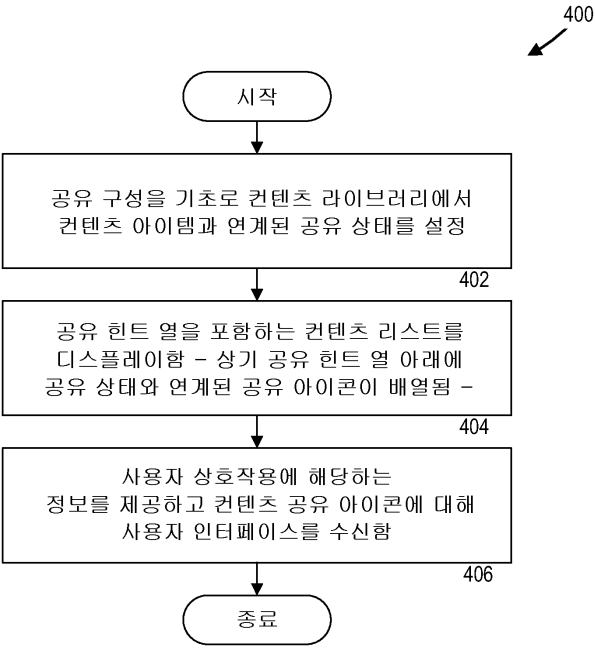 400
시작
공유 구성을 기초로 컨텐츠 라이브러리에서
컨텐츠 아이템과 연계된 공유 상태를 설정
402
공유 힌트 열을 포함하는 컨텐츠 리스트를
디스플레이함 – 상기 공유 힌트 열 아래에
공유 상태와 연계된 공유 아이콘이 배열됨 –
404
사용자 상호작용에 해당하는
정보를 제공하고 컨텐츠 공유 아이콘에 대해
사용자 인터페이스를 수신함
406
종료